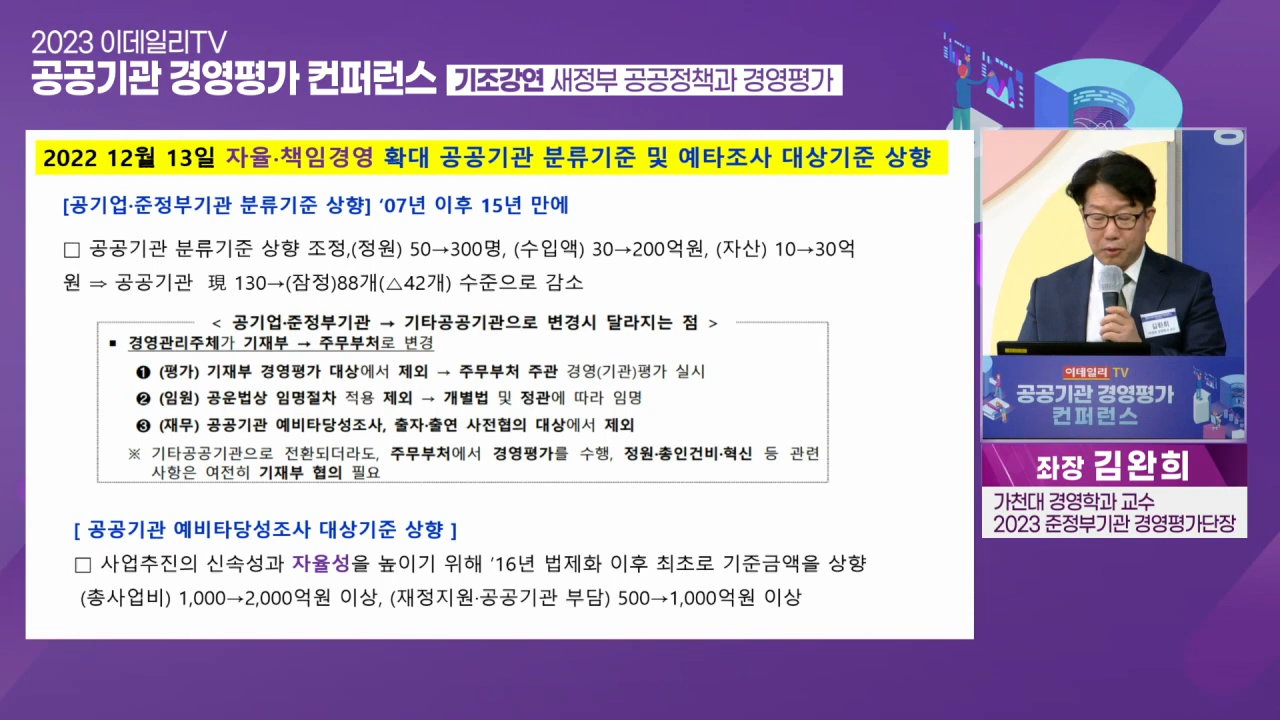 2023 이데일리TV
공공기관 경영평가 컨퍼런스 기조강연 새정부 공공정책과 경영평가
2022 12월 13일 자율·책임경영 확대 공공기관 분류기준 및 예타조사 대상기준 상향
[공기업·준정부기관 분류기준 상향] ‘07년 이후 15년 만에
□ 공공기관 분류기준 상향 조정,(정원) 50→300명, (수입액) 30→200억원, (자산) 10→30억
원 ⇒ 공공기관 現 130→(잠정)88개(△42개) 수준으로 감소
< 공기업·준정부기관 → 기타공공기관으로 변경시 달라지는 점 >
▪ 경영관리주체가 기재부 → 주무부처로 변경
❶ (평가) 기재부 경영평가 대상에서 제외 → 주무부처 주관 경영(기관)평가 실시
❷ (임원) 공운법상 임명절차 적용 제외 → 개별법 및 정관에 따라 임명
❸ (재무) 공공기관 예비타당성조사, 출자·출연 사전협의 대상에서 제외
※ 기타공공기관으로 전환되더라도, 주무부처에서 경영평가를 수행, 정원·총인건비·혁신 등 관련
사항은 여전히 기재부 협의 필요
[ 공공기관 예비타당성조사 대상기준 상향 ]
□ 사업추진의 신속성과 자율성을 높이기 위해 ’16년 법제화 이후 최초로 기준금액을 상향
(총사업비) 1,000→2,000억원 이상, (재정지원·공공기관 부담) 500→1,000억원 이상
김완희
이데일리 TV
공공기관 경영평가
컨퍼런스
좌장 김완희
가천대 경영학과 교수
2023 준정부기관 경영평가단장